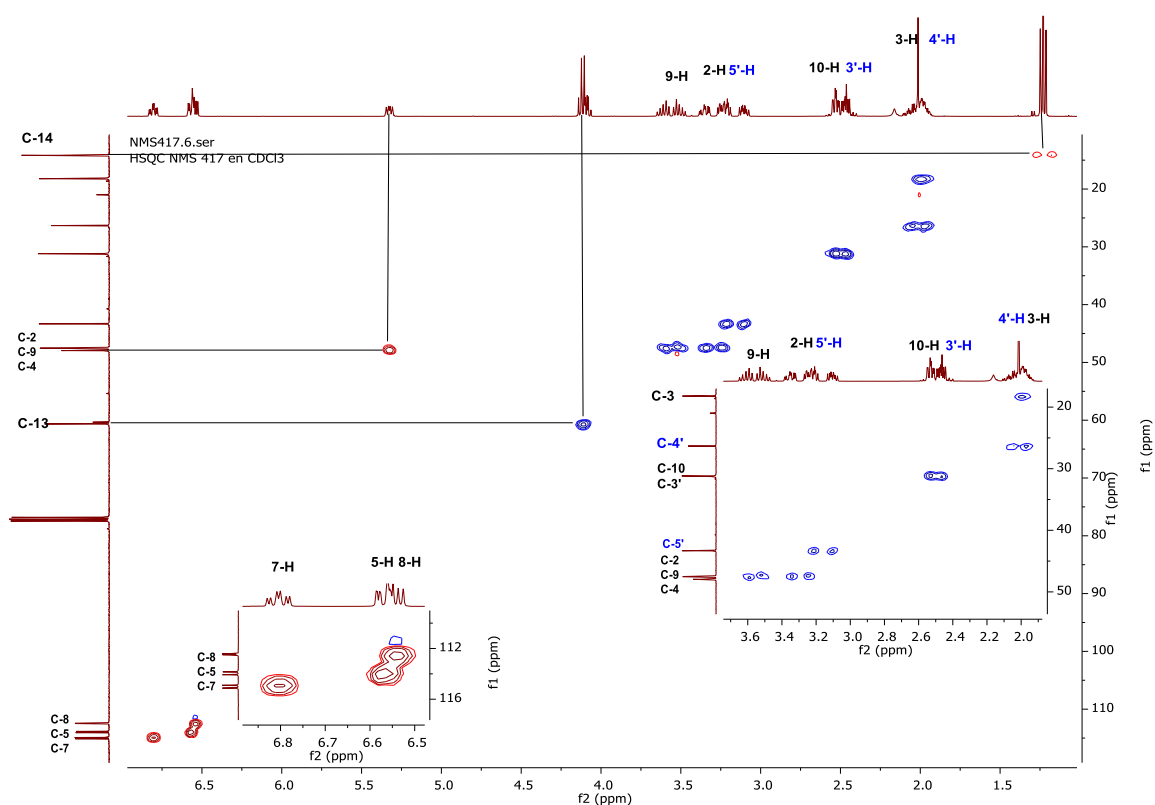 3-H 4'-H
9-H 2-H 5'-H 10-H 3'-H
C-14
NMS417.6.ser
HSQC NMS 417 en CDCl3
20
30
40
50
60
70
80
90
100
110
f1 (ppm)
C-2
C-9
C-4
C-13
4'-H 3-H
9-H 2-H 5'-H 10-H 3'-H
C-3
C-4'
C-10
C-3'
C-5'
C-2
C-9
C-4
20
30
40
50
f1 (ppm)
3.6 3.4 3.2 3.0 2.8 2.6 2.4 2.2 2.0
f2 (ppm)
7-H 5-H 8-H
C-8
C-5
C-7
112
116
f1 (ppm)
6.8 6.7 6.6 6.5
f2 (ppm)
C-8
C-5
C-7
6.5 6.0 5.5 5.0 4.5 4.0 3.5 3.0 2.5 2.0 1.5
f2 (ppm)